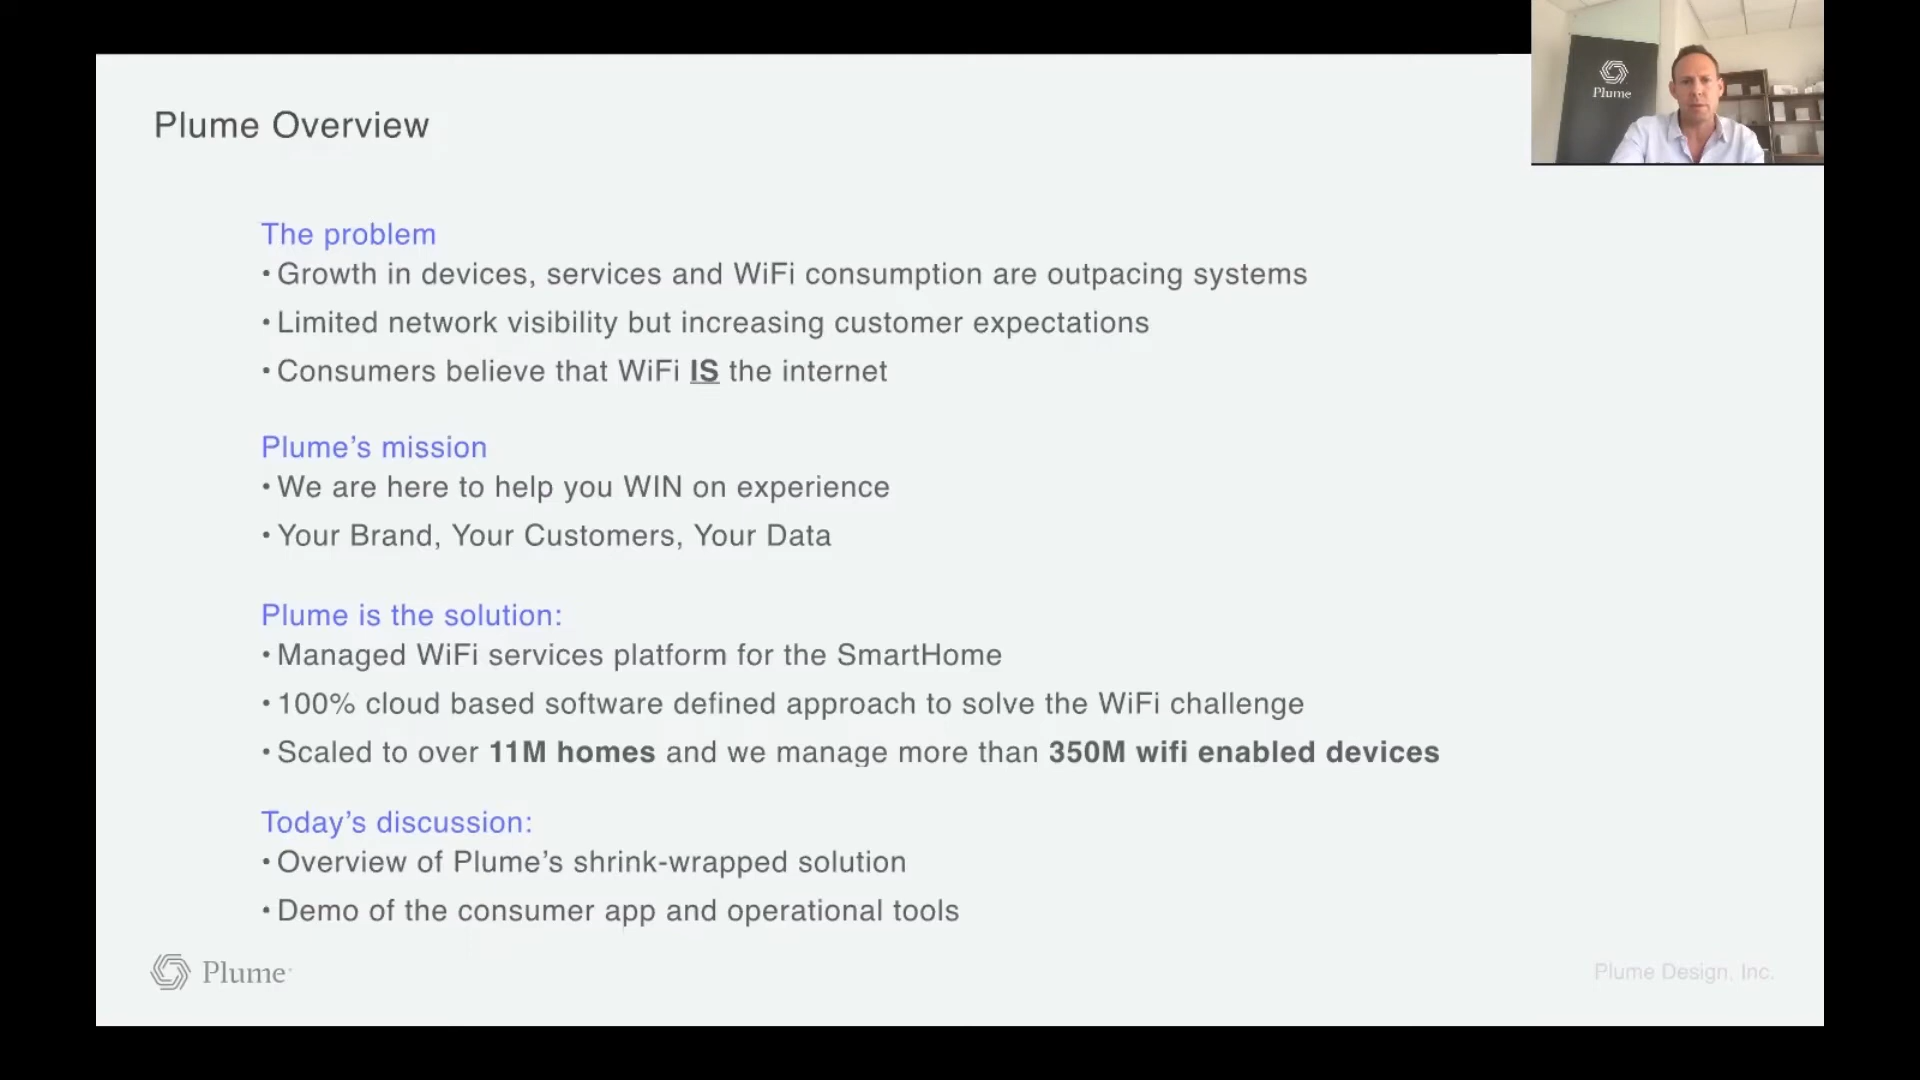 Plume
Plume Overview
The problem
• Growth in devices, services and WiFi consumption are outpacing systems
• Limited network visibility but increasing customer expectations
• Consumers believe that WiFi IS the internet
Plume’s mission
• We are here to help you WIN on experience
• Your Brand, Your Customers, Your Data
Plume is the solution:
• Managed WiFi services platform for the SmartHome
• 100% cloud based software defined approach to solve the WiFi challenge
• Scaled to over 11M homes and we manage more than 350M wifi enabled devices
Today’s discussion:
• Overview of Plume’s shrink-wrapped solution
• Demo of the consumer app and operational tools
Plume
Plume Design, Inc.